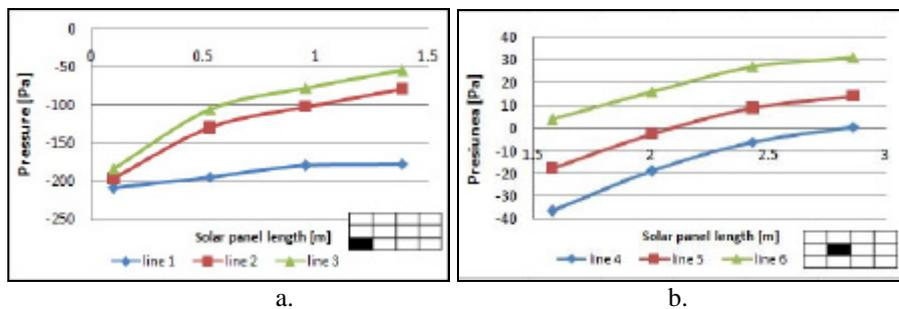 0
0 0.5 1 1.5
-50
-100
-150
-200
-250
Pressure [Pa]
Solar panel length [m]
line 1 line 2 line 3
a.
40
30
20
10
0
1.5 2 2.5 3
-10
-20
-30
-40
Presiunea [Pa]
Solar panel length [m]
line 4 line 5 line 6
b.